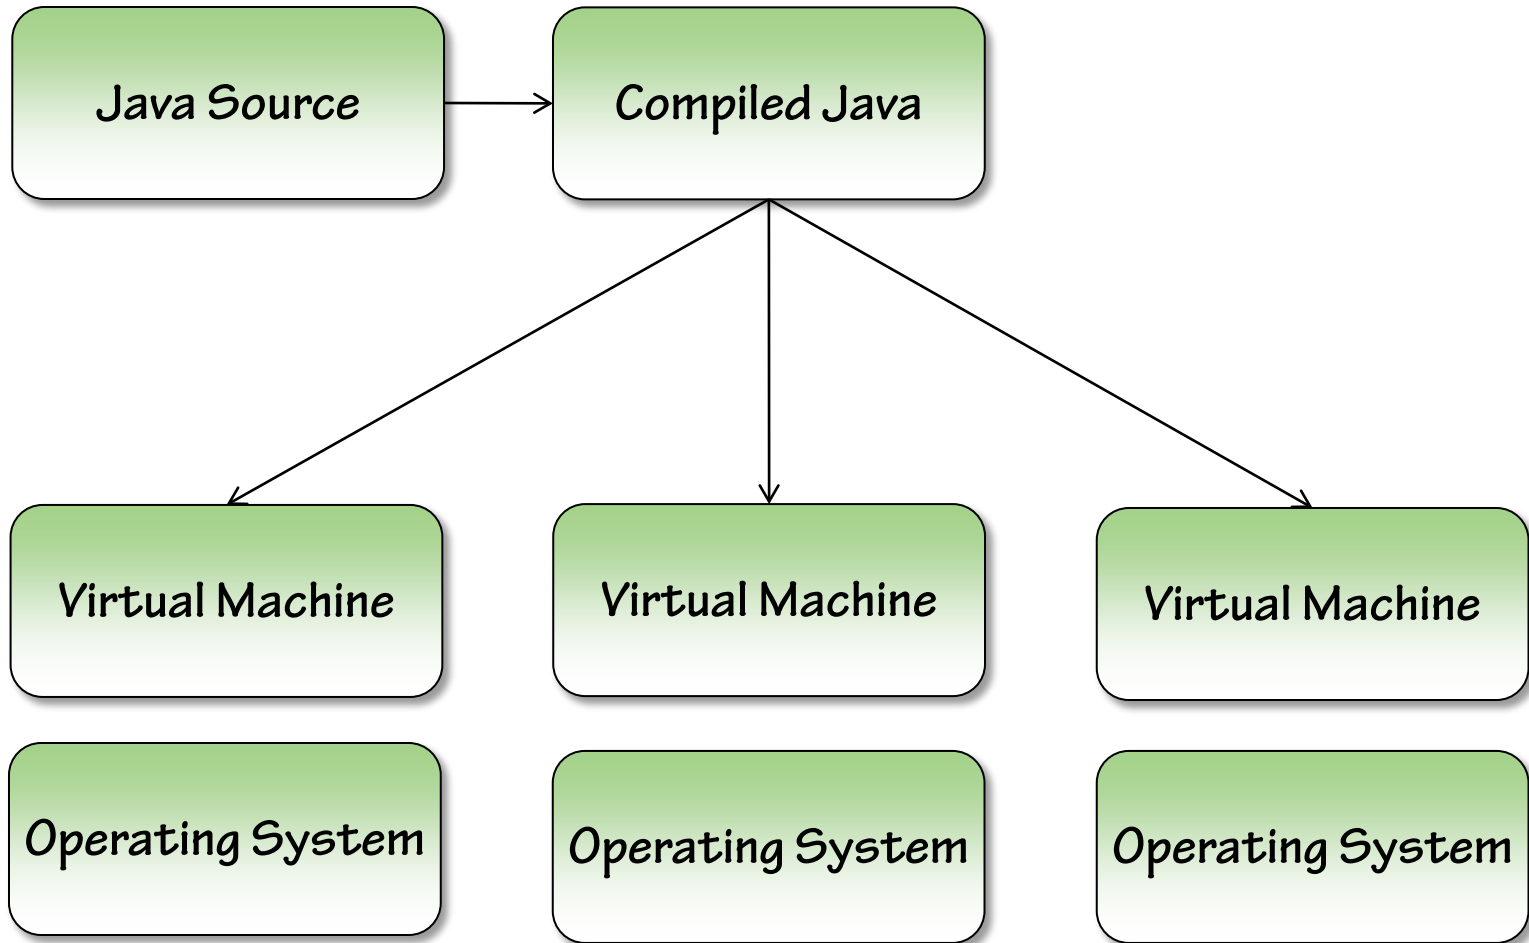 Java Source
Compiled Java
Virtual Machine
Virtual Machine
Virtual Machine
Operating System
Operating System
Operating System